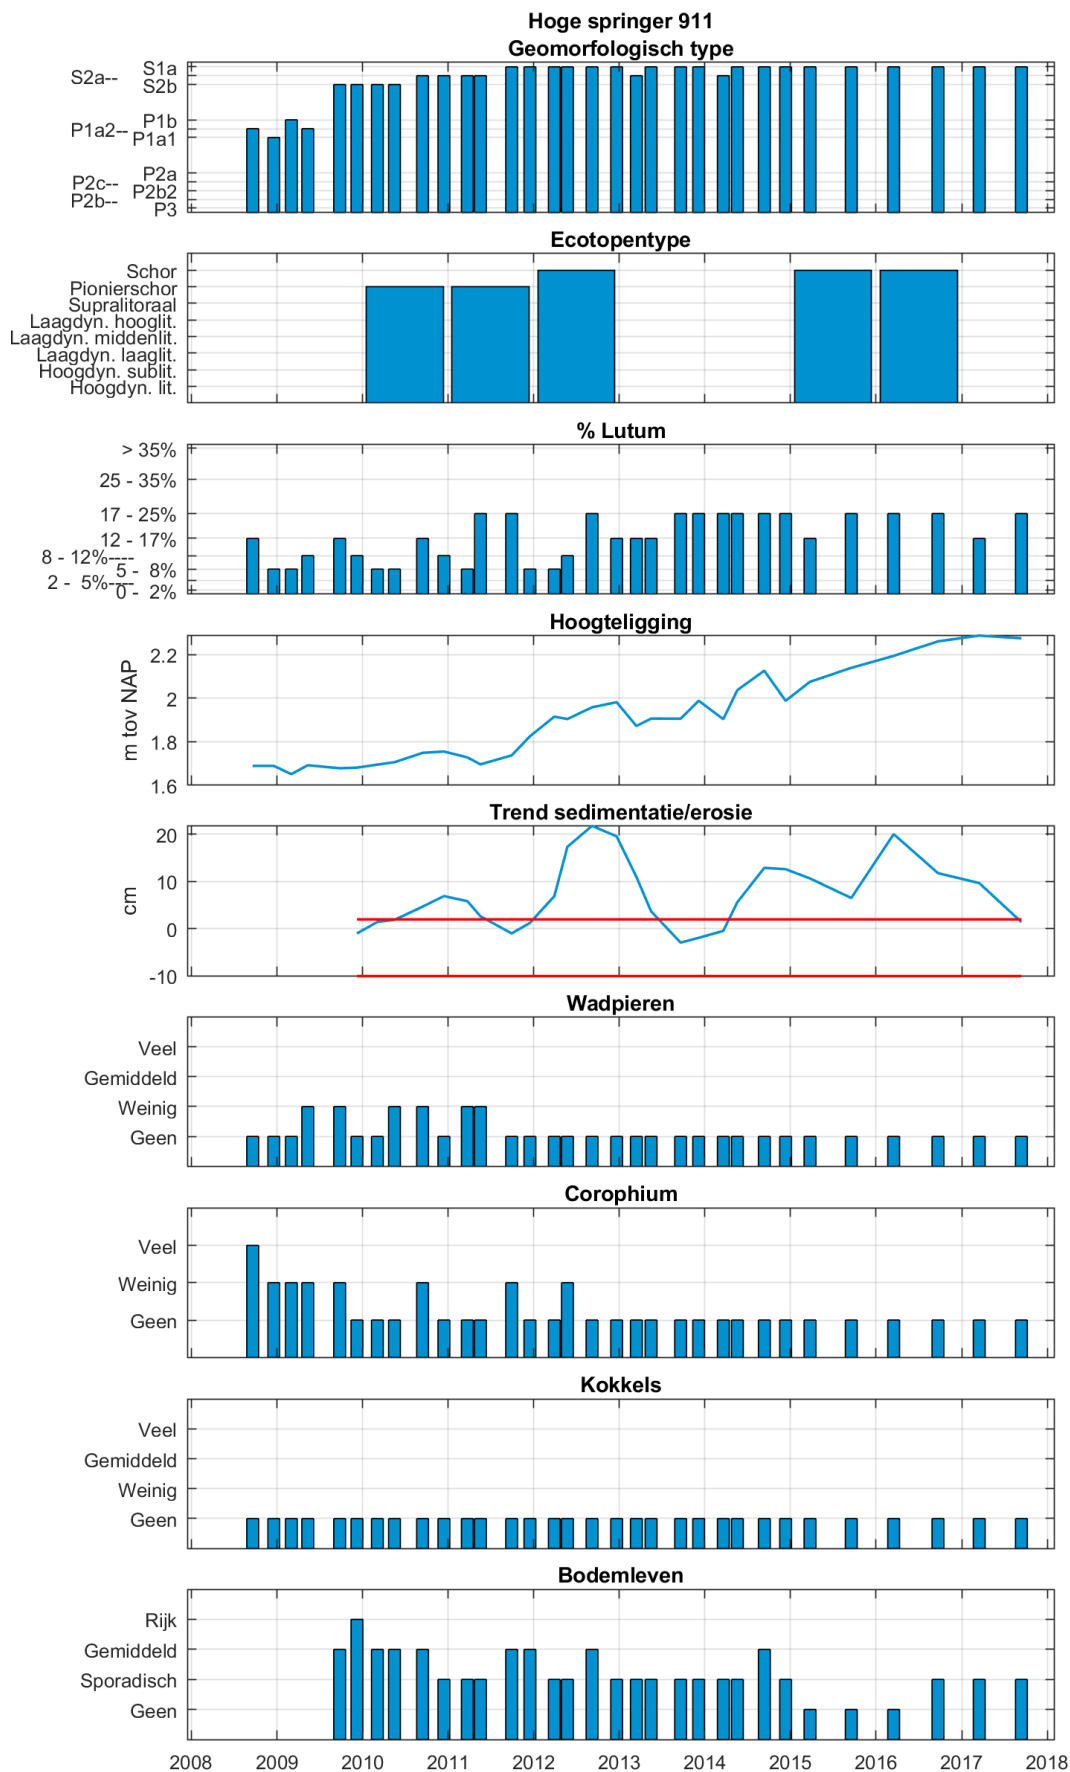 Hoge springer 911
Geomorfologisch type
S1a
S2a--
S2b
P1b
P1a2--
P1a1
P2a
P2c--
P2b2
P2b--
P3
Ecotopentype
Schor
Pionierschor
Supralitoraal
Laagdyn. hooglit.
Laagdyn. middenlit.
Laagdyn. laaglit.
Hoogdyn. sublit.
Hoogdyn. lit.
% Lutum
> 35%
25 - 35%
17 - 25%
12 - 17%
8 - 12%----
5 - 8%
2 - 5%----
0 - 2%
Hoogteligging
m tov NAP
2.2
2
1.8
1.6
Trend sedimentatie/erosie
cm
20
10
0
-10
Wadpieren
Veel
Gemiddeld
Weinig
Geen
Corophium
Veel
Weinig
Geen
Kokkels
Veel
Gemiddeld
Weinig
Geen
Bodemleven
Rijk
Gemiddeld
Sporadisch
Geen
2008 2009 2010 2011 2012 2013 2014 2015 2016 2017 2018